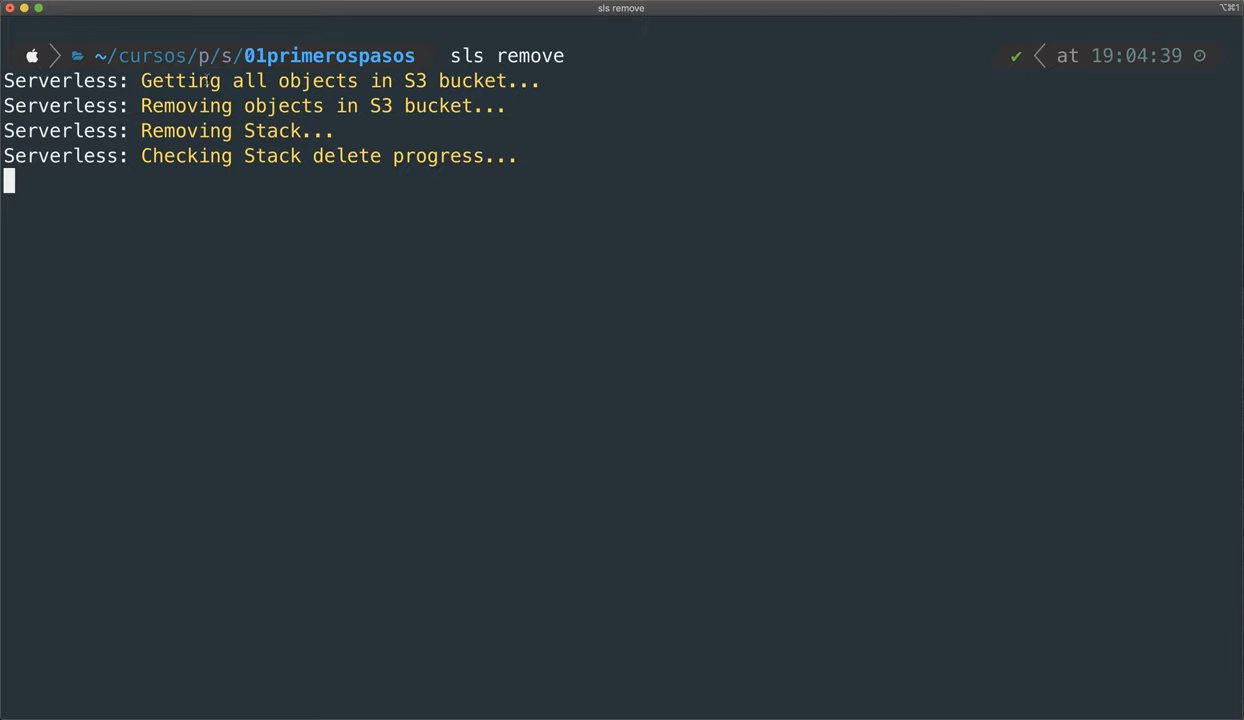 sls remove
⌥⌘1
~/cursos/p/s/01primerospasos sls remove at 19:04:39
Serverless: Getting all objects in S3 bucket...
Serverless: Removing objects in S3 bucket...
Serverless: Removing Stack...
Serverless: Checking Stack delete progress...